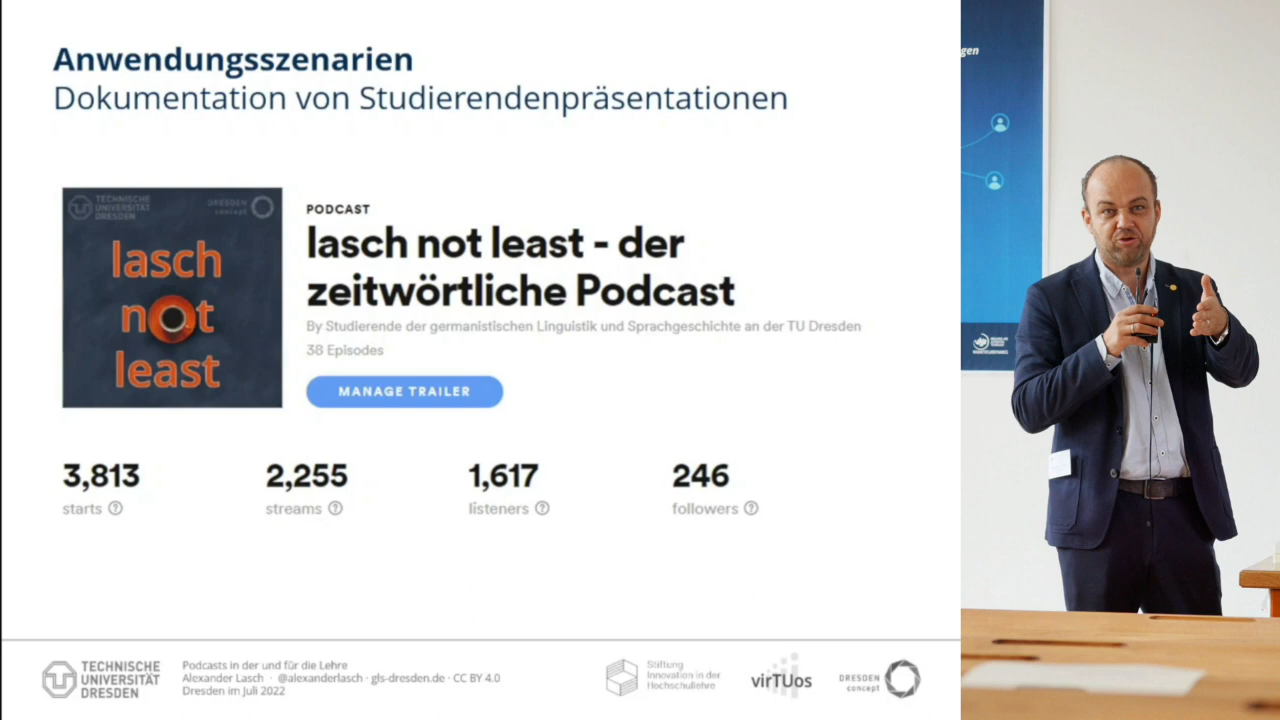 Anwendungsszenarien
Dokumentation von Studierendenpräsentationen
TECHNISCHE
UNIVERSITÄT
DRESDEN
DRESDEN
concept
lasch
not
least
PODCAST
lasch not least - der
zeitwörtliche Podcast
By Studierende der germanistischen Linguistik und Sprachgeschichte an der TU Dresden
38 Episodes
MANAGE TRAILER
3,813
starts
2,255
streams
1,617
listeners
246
followers
TECHNISCHE
UNIVERSITÄT
DRESDEN
Podcasts in der und für die Lehre
Alexander Lasch · @alexanderlasch · gls-dresden.de · CC BY 4.0
Dresden im Juli 2022
Stiftung
Innovation in der
Hochschullehre
virTUos
DRESDEN
concept
gen